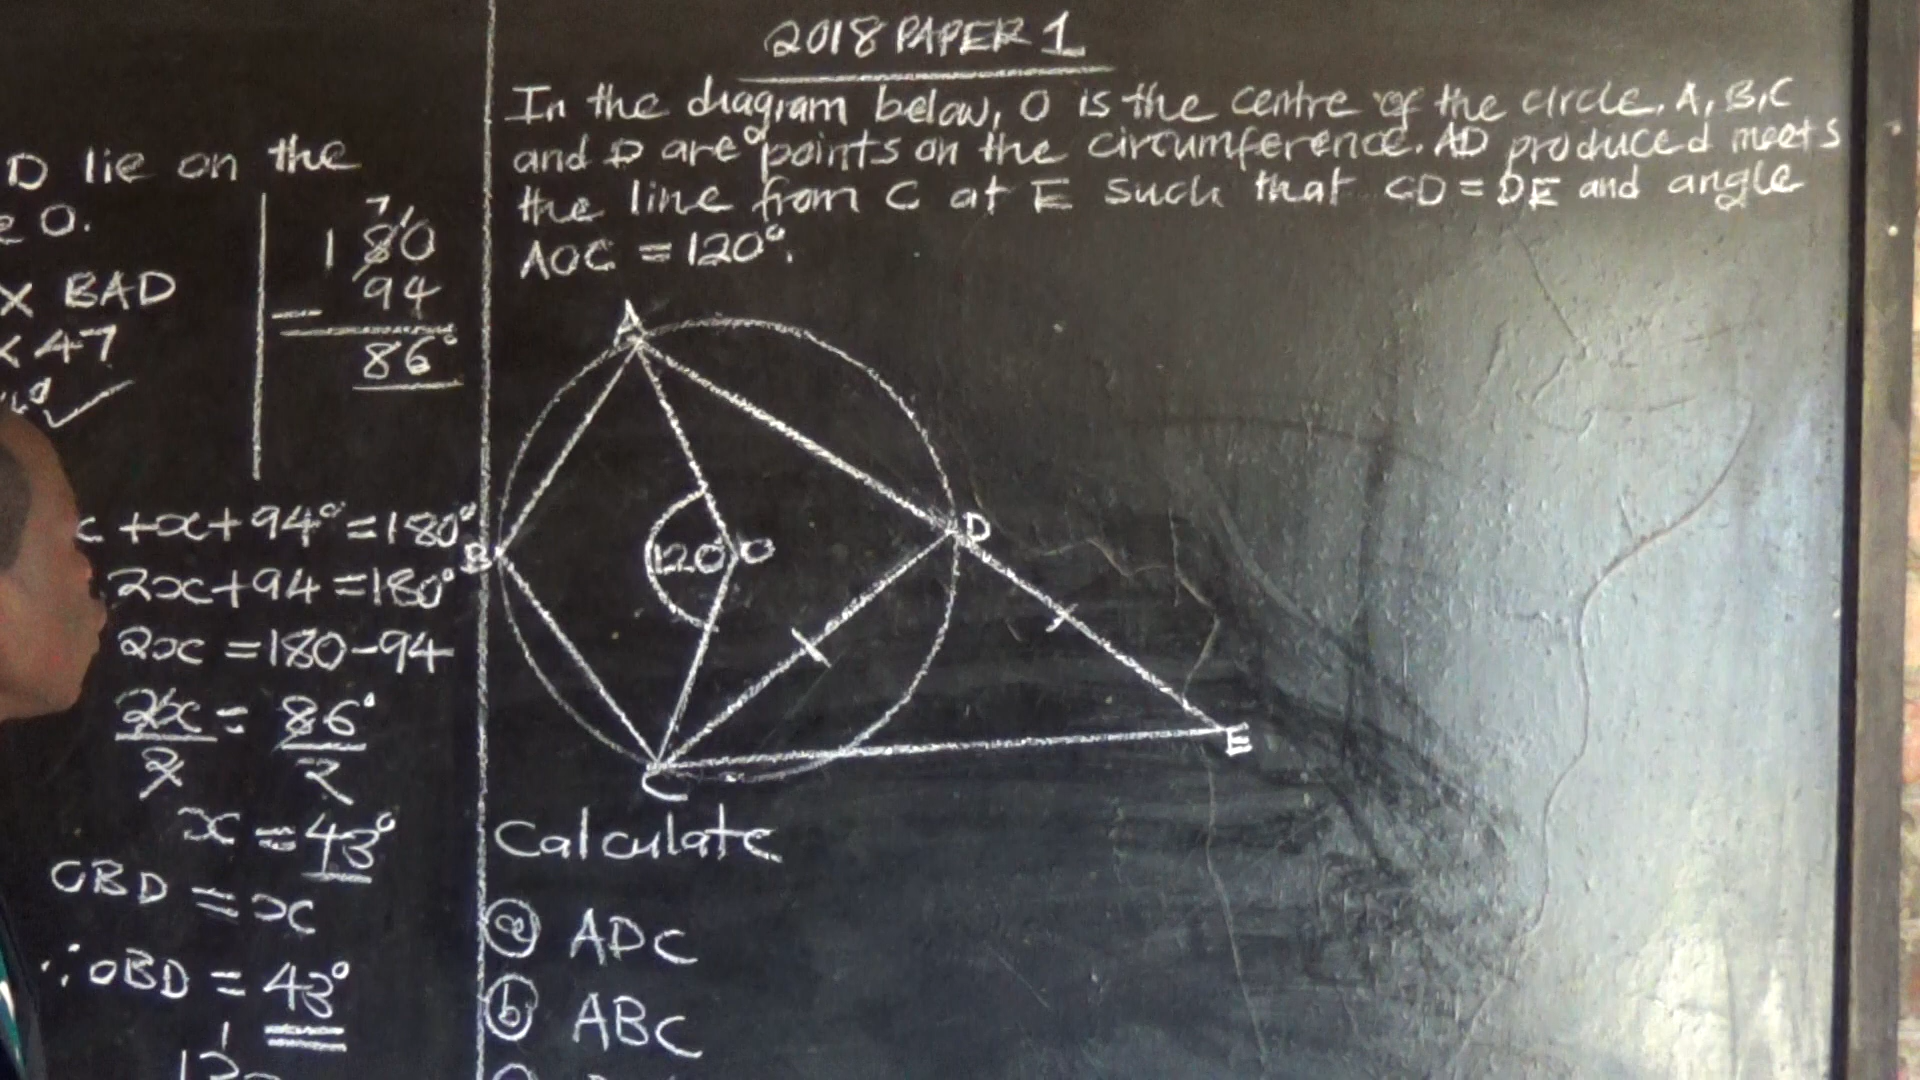 D lie on the
e O.
X BAD
< 47
180
94
86°
x + x + 94° = 180°
2x + 94 = 180°
2x = 180 - 94
2x = 86°
2 2
x = 43°
OBD = x
∴ OBD = 43°
2018 PAPER 1
In the diagram below, O is the centre of the circle. A, B, C
and D are points on the circumference. AD produced meets
the line from C at E such that CD = DE and angle
AOC = 120°.
A
B
120
O
D
C
E
Calculate
(a) ADC
(b) ABC